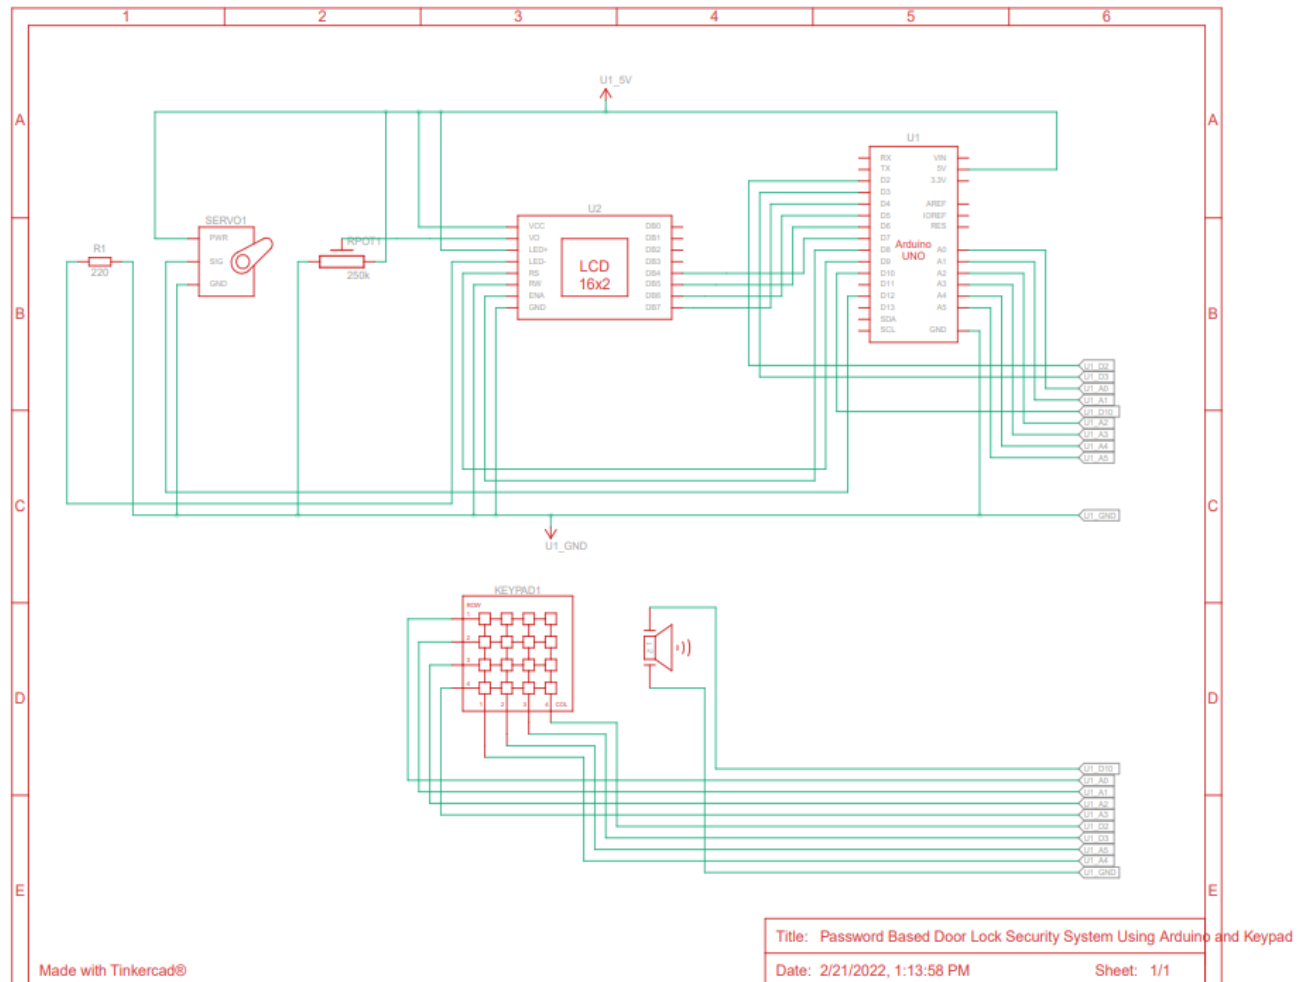 1 2 3 4 5 6
U1_5V
A A
U1
RX VIN
TX 5V
D2 3.3V
D3
D4 AREF
D5 IOREF
D6 RES
D7
D8 A0
D9 A1
D10 A2
D11 A3
D12 A4
D13 A5
SDA
SCL GND
Arduino
UNO
SERVO1
PWR
SIG
GND
R1
220
RPOT1
250k
U2
VCC DB0
VO DB1
LED+ DB2
LED- DB3
RS DB4
RW DB5
ENA DB6
GND DB7
LCD
16x2
B B
U1_D2
U1_D3
U1_A0
U1_A1
U1_D10
U1_A2
U1_A3
U1_A4
U1_A5
C C
U1_GND
U1_GND
KEYPAD1
ROW
1
2
3
4
1 2 3 4 COL
1 2
D D
U1_D10
U1_A0
U1_A1
U1_A2
U1_A3
U1_D2
U1_D3
U1_A5
U1_A4
U1_GND
E E
Title: Password Based Door Lock Security System Using Arduino and Keypad
Made with Tinkercad®
Date: 2/21/2022, 1:13:58 PM Sheet: 1/1